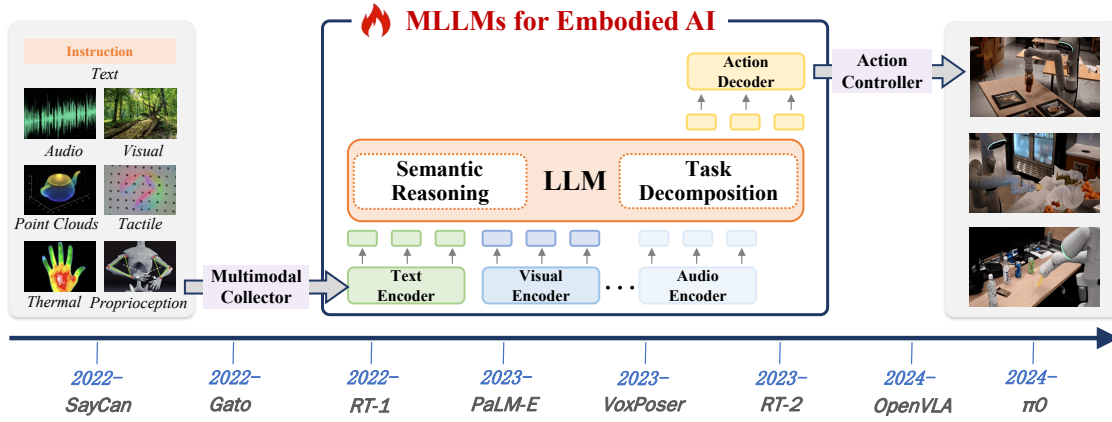 MLLMs for Embodied AI
Instruction
Text
Audio
Visual
Point Clouds
Tactile
Thermal
Proprioception
Multimodal
Collector
Action
Decoder
Semantic
Reasoning
LLM
Task
Decomposition
Text
Encoder
Visual
Encoder
...
Audio
Encoder
Action
Controller
2022-
SayCan
2022-
Gato
2022-
RT-1
2023-
PaLM-E
2023-
VoxPoser
2023-
RT-2
2024-
OpenVLA
2024-
π0